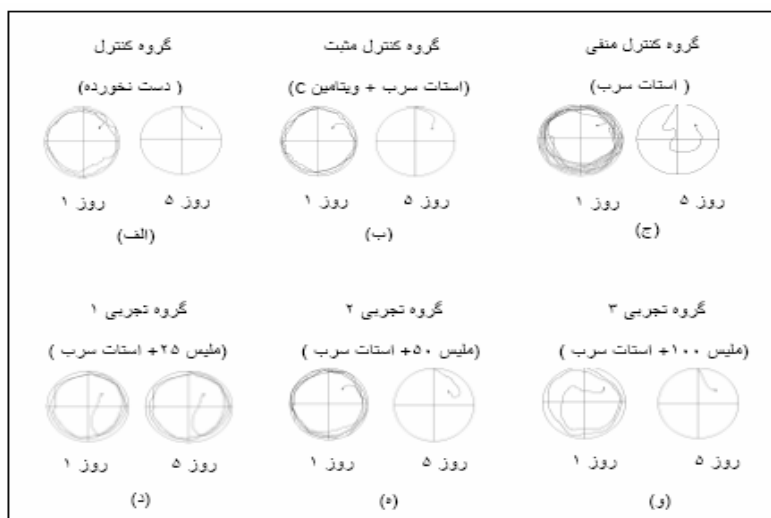 گروه کنترل
( دست نخورده)
روز ۱ روز ۵
(الف)
گروه کنترل مثبت
(استات سرب + ویتامین C)
روز ۱ روز ۵
(ب)
گروه کنترل منفی
( استات سرب)
روز ۱ روز ۵
(ج)
گروه تجربی ۱
(ملیس ۲۵+ استات سرب )
روز ۱ روز ۵
(د)
گروه تجربی ۲
(ملیس ۵۰+ استات سرب )
روز ۱ روز ۵
(ه)
گروه تجربی ۳
(ملیس ۱۰۰+ استات سرب )
روز ۱ روز ۵
(و)